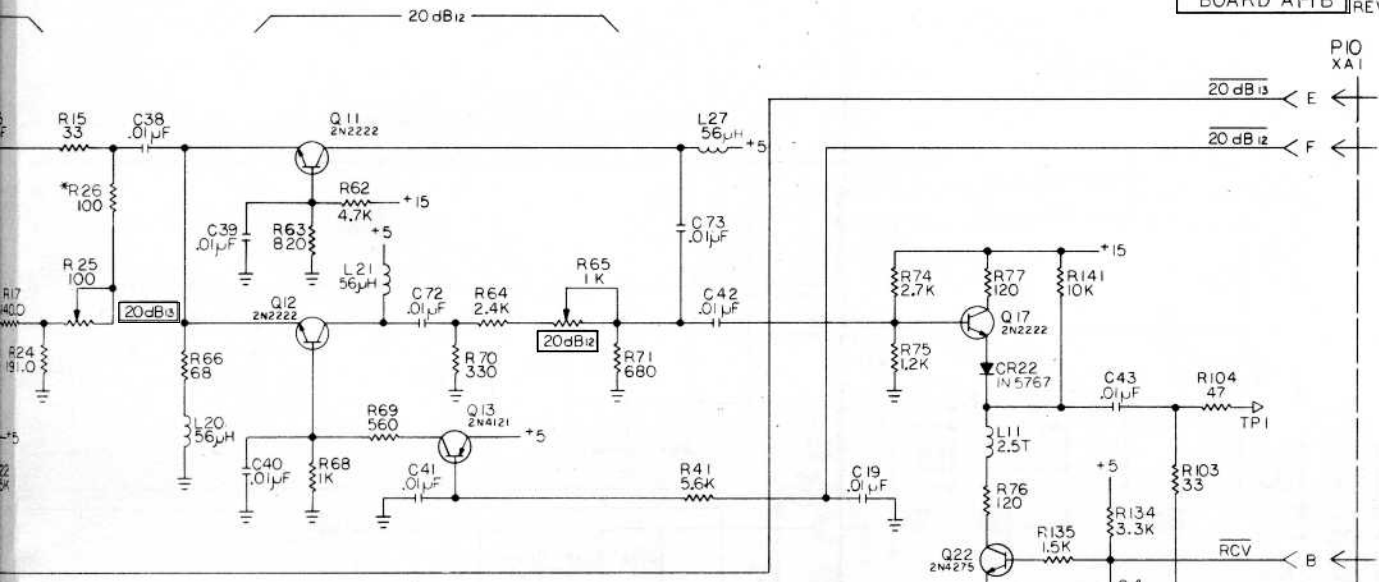 20 dB12
BOARD A11B
REV
P10
XA1
20 dB13
E
20 dB12
F
R15
33
C38
.01µF
Q11
2N2222
L27
56µH
+5
*R26
100
R62
4.7K
+15
C39
.01µF
R63
820
+5
C73
.01µF
L21
56µH
R25
100
R65
1K
R74
2.7K
R77
120
R141
10K
+15
R17
20dB13
Q12
2N2222
C72
.01µF
R64
2.4K
C42
.01µF
Q17
2N2222
20dB12
R24
191.0
R66
68
R70
330
R71
680
R75
1.2K
CR22
IN 5767
C43
.01µF
R104
47
TP1
L20
56µH
R69
560
Q13
2N4121
+5
L11
2.5T
+5
C40
.01µF
R68
1K
C41
.01µF
R41
5.6K
C19
.01µF
+5
R103
33
R76
120
R134
3.3K
R135
1.5K
Q22
2N4275
RCV
B